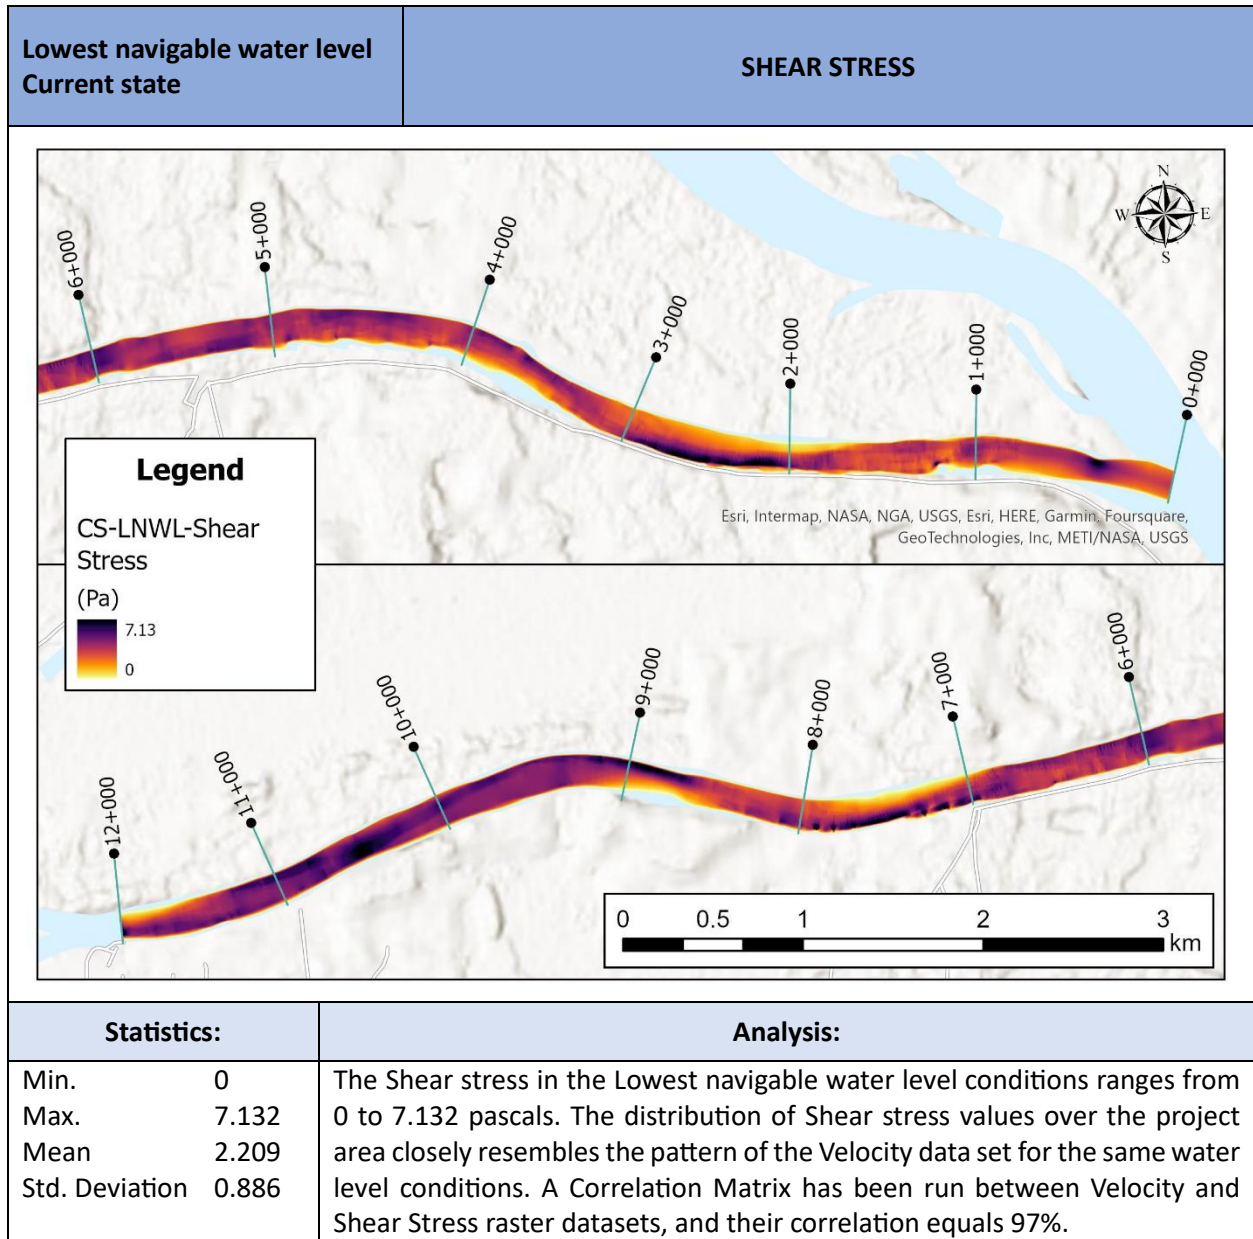 Lowest navigable water level
Current state
SHEAR STRESS
N
W E
S
6+000
5+000
4+000
3+000
2+000
1+000
0+000
Legend
CS-LNWL-Shear
Stress
(Pa)
7.13
0
Esri, Intermap, NASA, NGA, USGS, Esri, HERE, Garmin, Foursquare,
GeoTechnologies, Inc, METI/NASA, USGS
12+000
11+000
10+000
9+000
8+000
7+000
6+000
0 0.5 1 2 3
km
Statistics:
Analysis:
Min. 0
Max. 7.132
Mean 2.209
Std. Deviation 0.886
The Shear stress in the Lowest navigable water level conditions ranges from
0 to 7.132 pascals. The distribution of Shear stress values over the project
area closely resembles the pattern of the Velocity data set for the same water
level conditions. A Correlation Matrix has been run between Velocity and
Shear Stress raster datasets, and their correlation equals 97%.